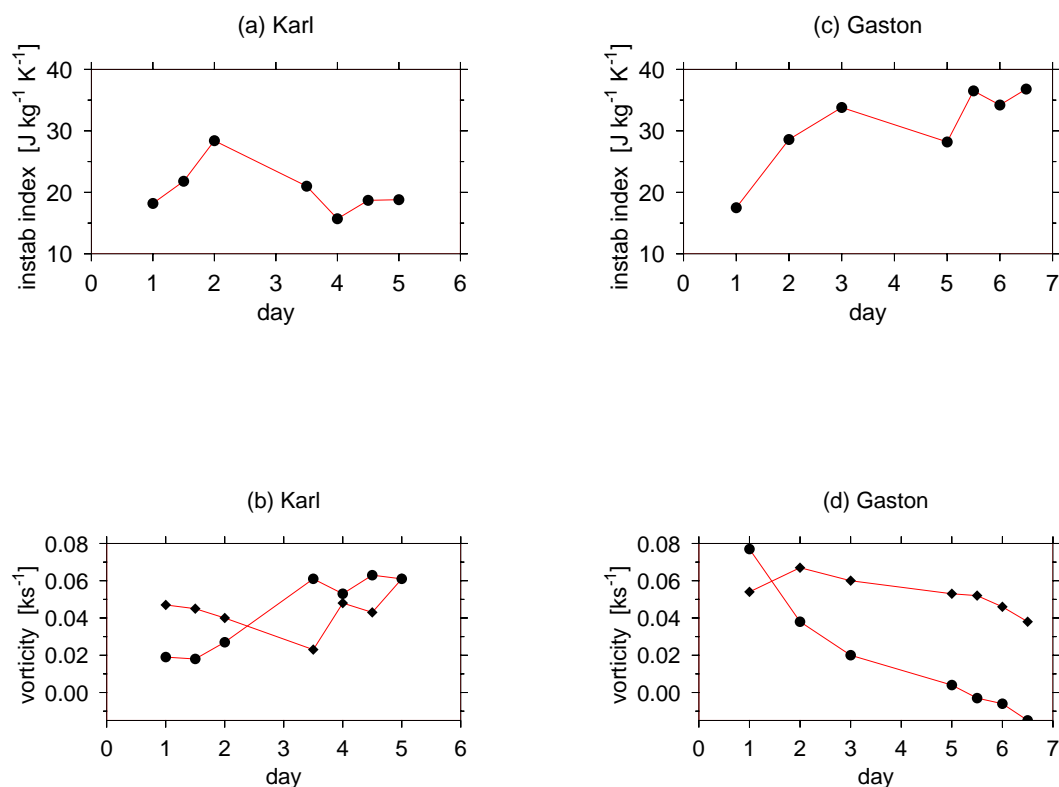 (a) Karl
instab index [J kg⁻¹ K⁻¹]
40
30
20
10
0 1 2 3 4 5 6
day
(c) Gaston
instab index [J kg⁻¹ K⁻¹]
40
30
20
10
0 1 2 3 4 5 6 7
day
(b) Karl
vorticity [ks⁻¹]
0.08
0.06
0.04
0.02
0.00
0 1 2 3 4 5 6
day
(d) Gaston
vorticity [ks⁻¹]
0.08
0.06
0.04
0.02
0.00
0 1 2 3 4 5 6 7
day